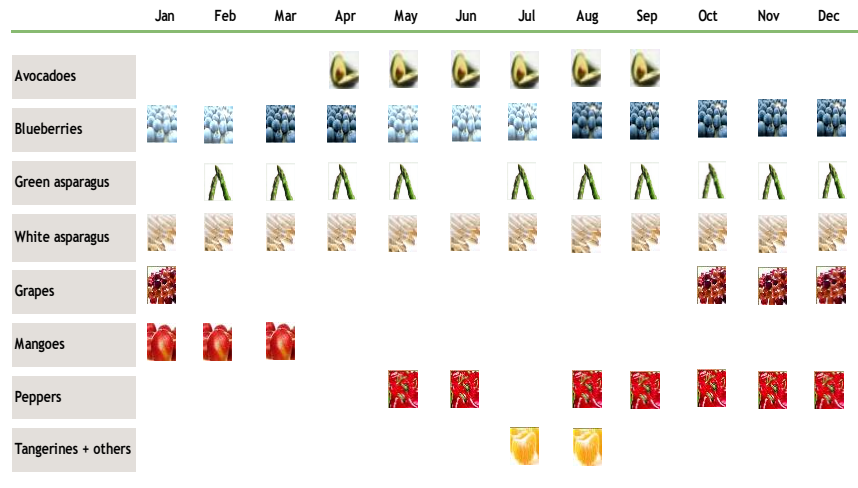 Jan Feb Mar Apr May Jun Jul Aug Sep Oct Nov Dec
Avocadoes
Blueberries
Green asparagus
White asparagus
Grapes
Mangoes
Peppers
Tangerines + others